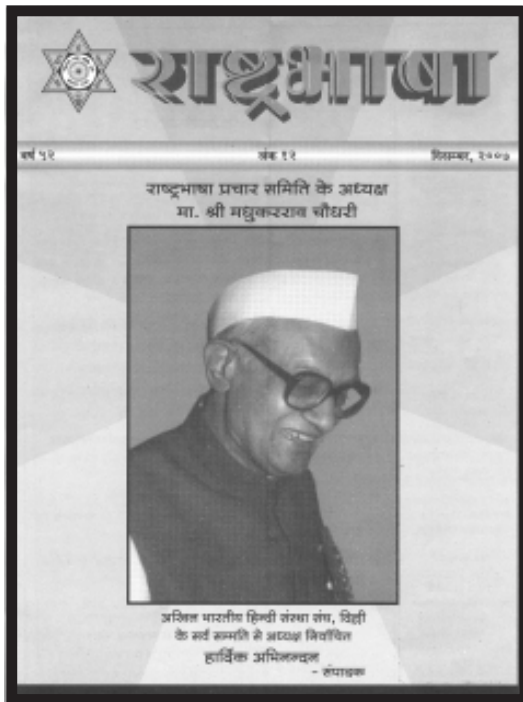 राष्ट्रभाषा
वर्ष ५२ अंक १२ दिसम्बर, २००७
राष्ट्रभाषा प्रचार समिति के अध्यक्ष
मा. श्री मधुकरराव चौधरी
अखिल भारतीय हिन्दी संस्था संघ, दिल्ली
के सर्व सम्मति से अध्यक्ष निर्वाचित
हार्दिक अभिनन्दन
- संपादक